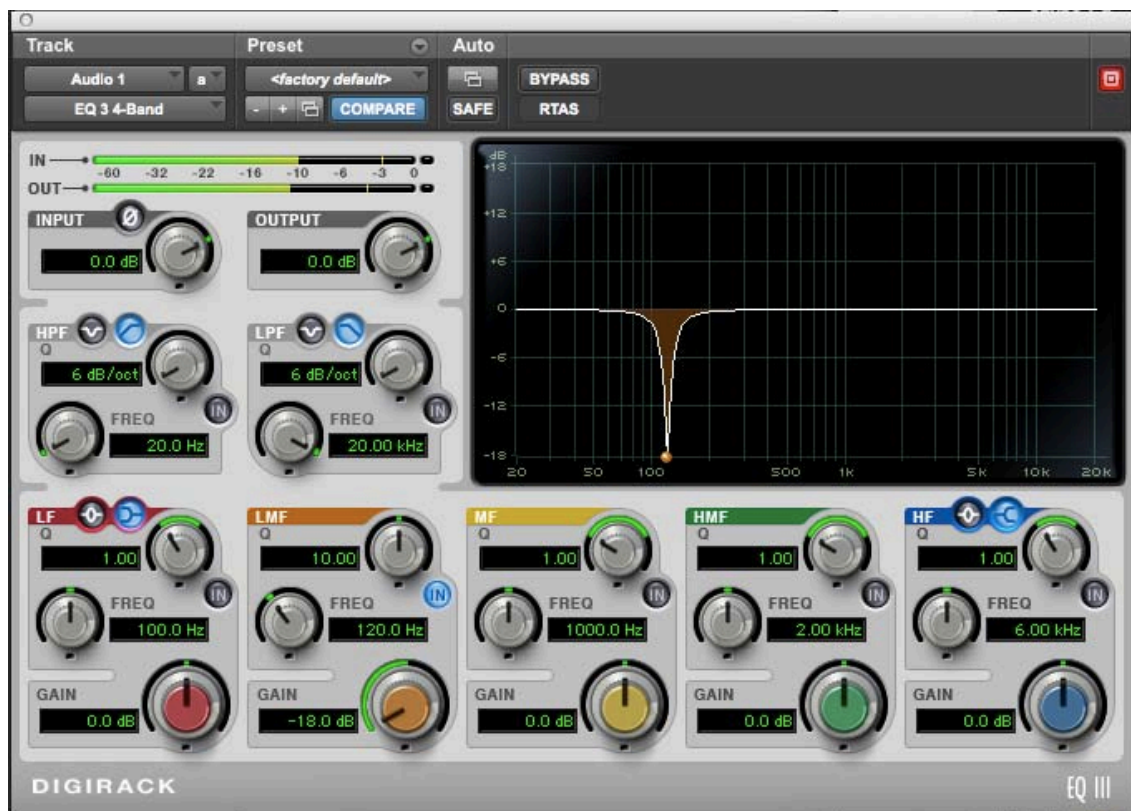 Track Preset Auto
Audio 1 a <factory default> BYPASS
EQ 3 4-Band - + COMPARE SAFE RTAS
IN
-60 -32 -22 -16 -10 -6 -3 0
OUT
INPUT Ø OUTPUT
0.0 dB 0.0 dB
HPF LPF
Q Q
6 dB/oct 6 dB/oct
IN IN
FREQ FREQ
20.0 Hz 20.00 kHz
dB
+18
+12
+6
0
-6
-12
-18
20 50 100 500 1k 5k 10k 20k
LF LMF MF HMF HF
Q Q Q Q Q
1.00 10.00 1.00 1.00 1.00
IN IN IN IN IN
FREQ FREQ FREQ FREQ FREQ
100.0 Hz 120.0 Hz 1000.0 Hz 2.00 kHz 6.00 kHz
GAIN GAIN GAIN GAIN GAIN
0.0 dB -18.0 dB 0.0 dB 0.0 dB 0.0 dB
DIGIRACK EQ III